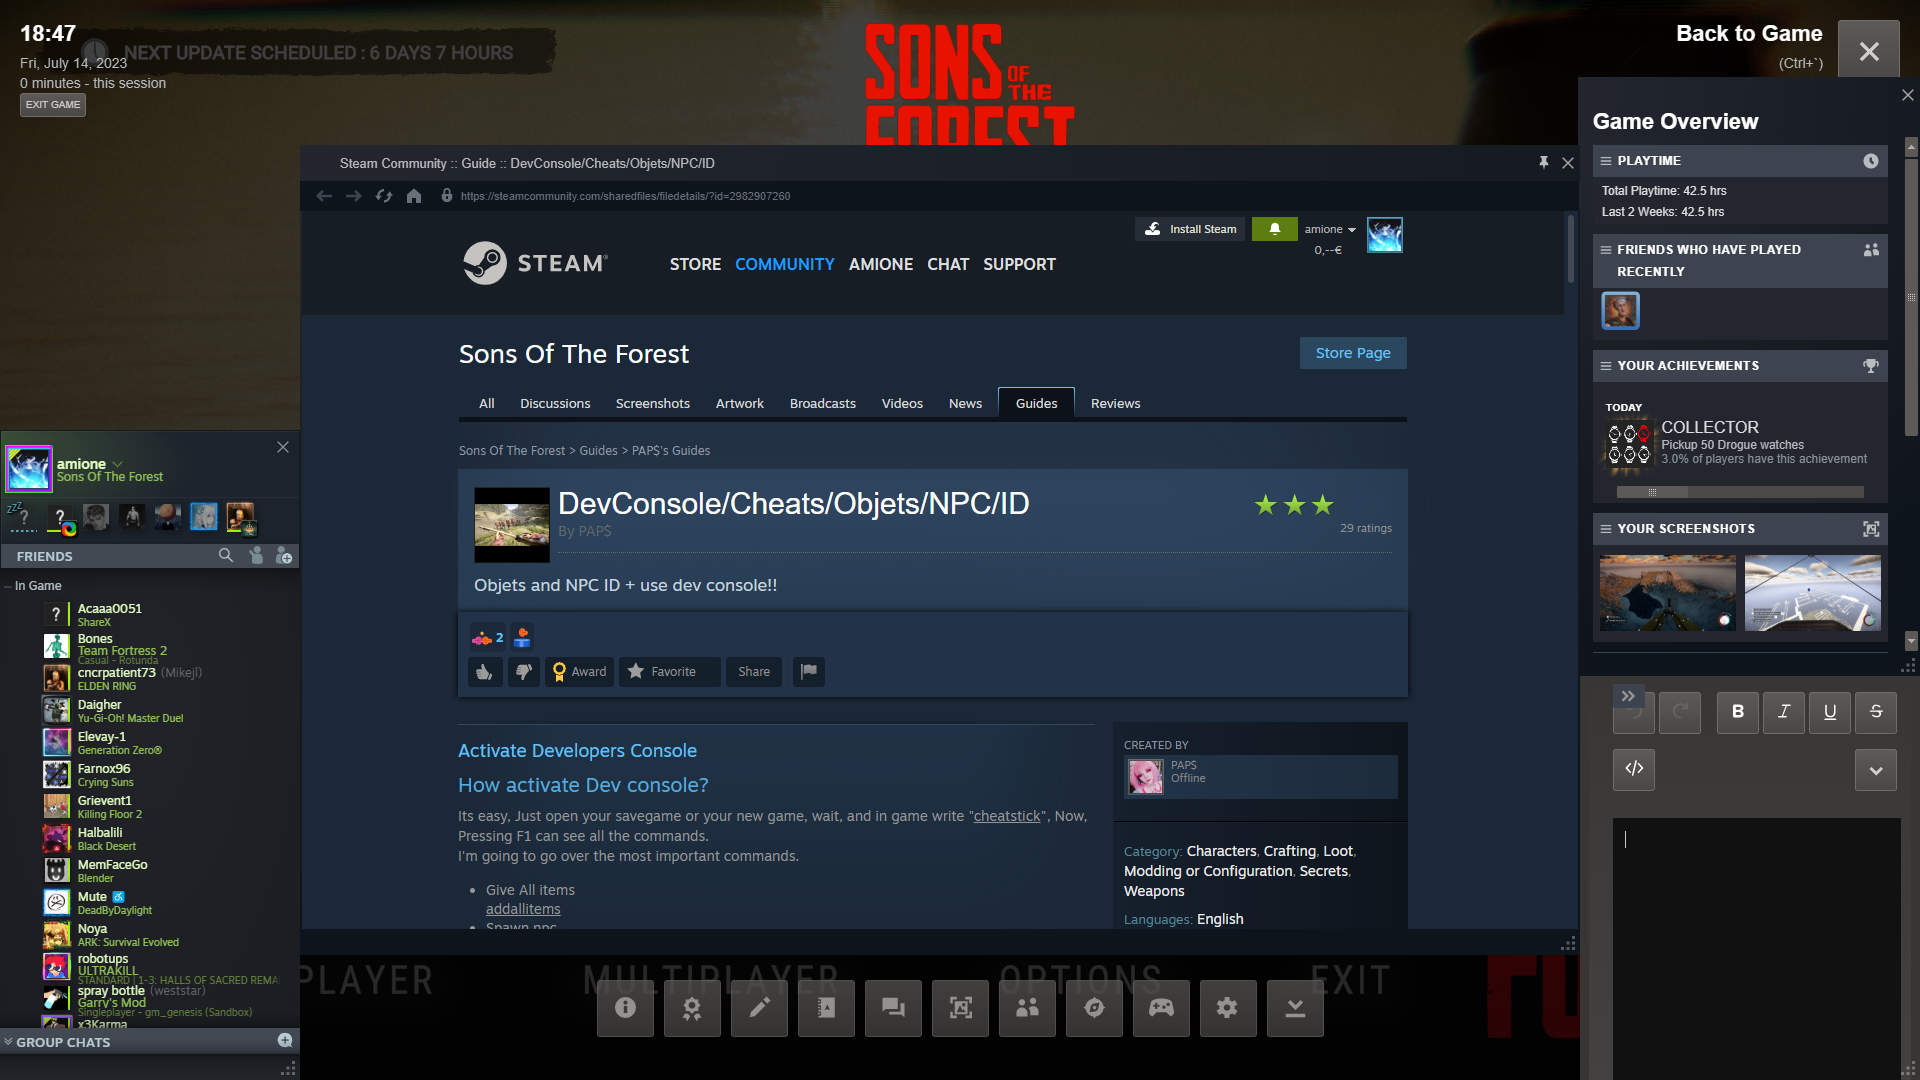 18:47
NEXT UPDATE SCHEDULED : 6 DAYS 7 HOURS
Fri, July 14, 2023
0 minutes - this session
EXIT GAME
SONS
OF
THE
FOREST
Back to Game
(Ctrl+`)
Steam Community :: Guide :: DevConsole/Cheats/Objets/NPC/ID
https://steamcommunity.com/sharedfiles/filedetails/?id=2982907260
Install Steam
amione
0,--€
STEAM®
STORE COMMUNITY AMIONE CHAT SUPPORT
Sons Of The Forest
Store Page
All Discussions Screenshots Artwork Broadcasts Videos News Guides Reviews
Sons Of The Forest > Guides > PAP$'s Guides
DevConsole/Cheats/Objets/NPC/ID
By PAP$
29 ratings
Objets and NPC ID + use dev console!!
2
Award
Favorite
Share
Activate Developers Console
How activate Dev console?
Its easy, Just open your savegame or your new game, wait, and in game write "cheatstick", Now,
Pressing F1 can see all the commands.
I'm going to go over the most important commands.
Give All items
addallitems
Spawn npc
CREATED BY
PAP$
Offline
Category: Characters, Crafting, Loot,
Modding or Configuration, Secrets,
Weapons
Languages: English
Game Overview
PLAYTIME
Total Playtime: 42.5 hrs
Last 2 Weeks: 42.5 hrs
FRIENDS WHO HAVE PLAYED
RECENTLY
YOUR ACHIEVEMENTS
TODAY
COLLECTOR
Pickup 50 Drogue watches
3.0% of players have this achievement
YOUR SCREENSHOTS
B I U S
</>
amione
Sons Of The Forest
zzZ
?
?
FRIENDS
In Game
?
Acaaa0051
ShareX
Bones
Team Fortress 2
Casual - Rotunda
cncrpatient73 (Mikejl)
ELDEN RING
Daigher
Yu-Gi-Oh! Master Duel
Elevay-1
Generation Zero®
Farnox96
Crying Suns
Grievent1
Killing Floor 2
Halbalili
Black Desert
MemFaceGo
Blender
Mute
DeadByDaylight
Noya
ARK: Survival Evolved
robotups
ULTRAKILL
STANDARD | 1-3: HALLS OF SACRED REMA
spray bottle (weststar)
Garry's Mod
Singleplayer - gm_genesis (Sandbox)
x3Karma
GROUP CHATS
PLAYER
MULTIPLAYER
OPTIONS
EXIT